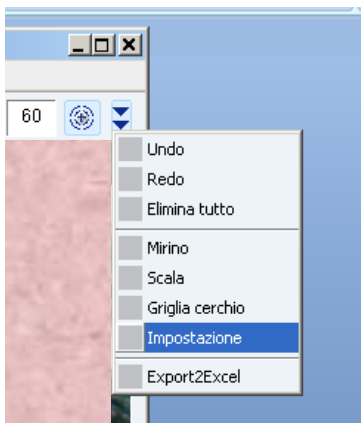 60
Undo
Redo
Elimina tutto
Mirino
Scala
Griglia cerchio
Impostazione
Export2Excel